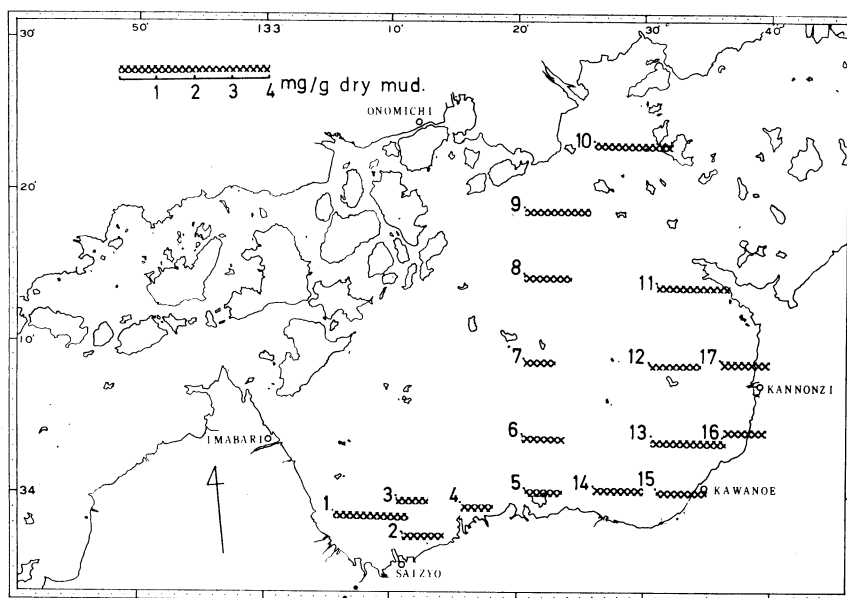 50' 133 10' 20' 30' 40'
30'
1 2 3 4 mg/g dry mud.
ONOMICHI
10
20'
9
8
11
10'
7 12 17
KANNONZI
6 13 16
IMABARI
34
3 4 5 14 15
KAWANOE
1
2
SAIZYO